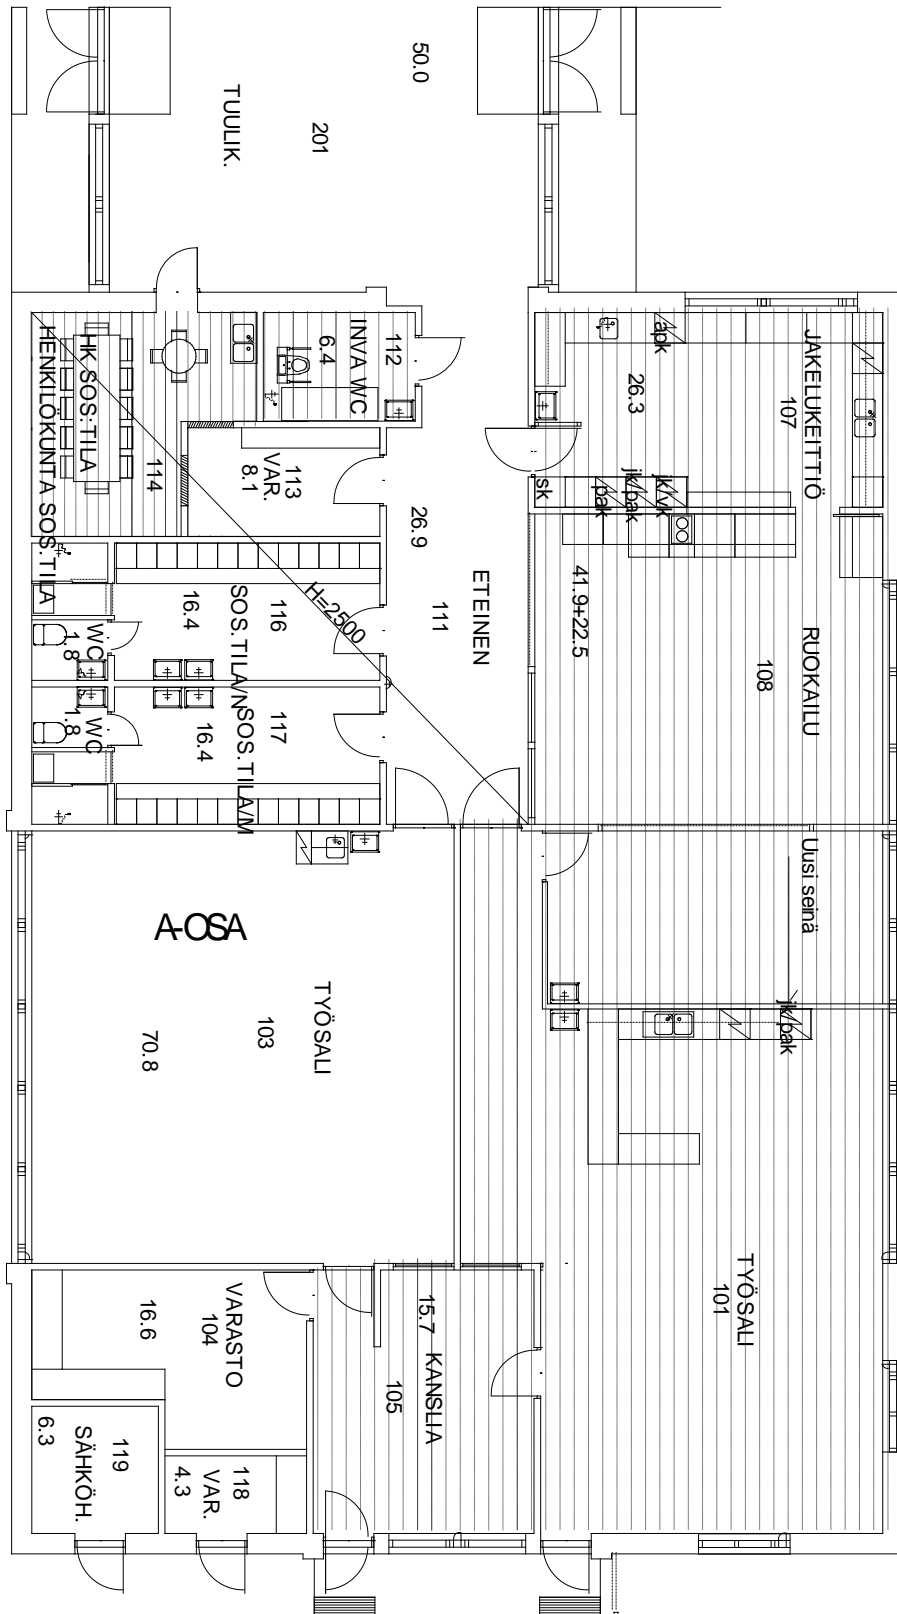 50.0
201
TUULIK.
JAKELUKEITTIÖ
107
26.3
apk
sk
pak
jk/pak
jk/vk
INVA WC
112
6.4
113
VAR.
8.1
HK SOS.TILA
HENKILÖKUNTA SOS.TILA
114
26.9
ETEINEN
111
H=2500
41.9+22.5
RUOKAILU
108
116
SOS.TILA/N
16.4
WC
1.8
117
SOS.TILA/M
16.4
WC
1.8
Uusi seinä
jk/pak
A-OSA
TYÖSALI
103
70.8
TYÖSALI
101
VARASTO
104
16.6
15.7 KANSLIA
105
119
SÄHKÖH.
6.3
118
VAR.
4.3